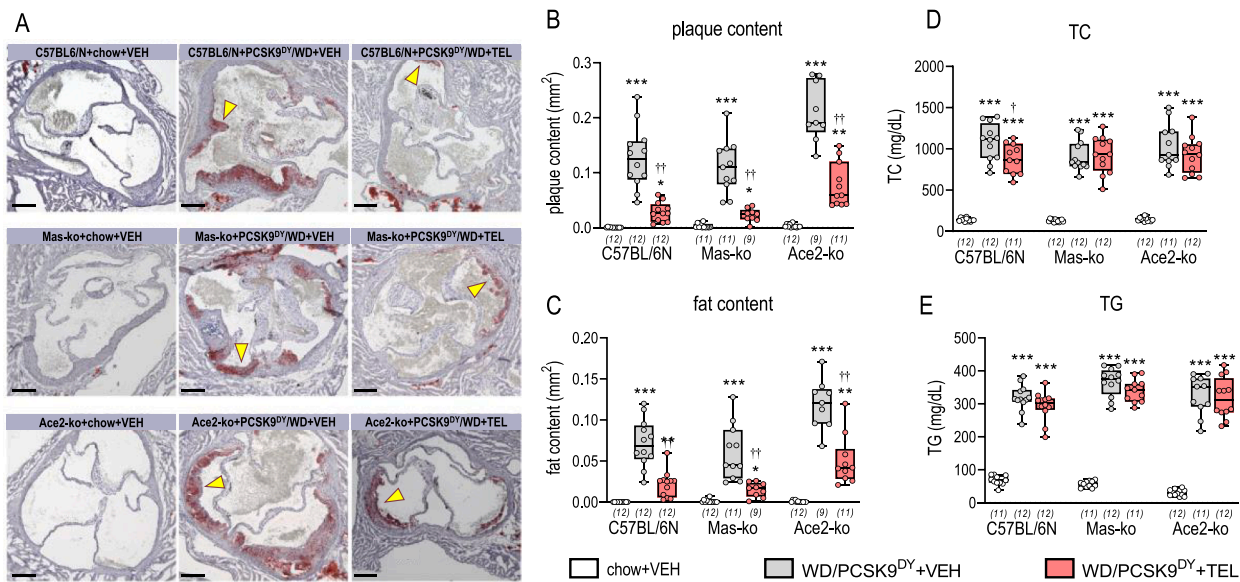 A
C57BL6/N+chow+VEH
C57BL6/N+PCSK9ᴰʸ/WD+VEH
C57BL6/N+PCSK9ᴰʸ/WD+TEL
Mas-ko+chow+VEH
Mas-ko+PCSK9ᴰʸ/WD+VEH
Mas-ko+PCSK9ᴰʸ/WD+TEL
Ace2-ko+chow+VEH
Ace2-ko+PCSK9ᴰʸ/WD+VEH
Ace2-ko+PCSK9ᴰʸ/WD+TEL
B
plaque content
plaque content (mm²)
0.3
0.2
0.1
0.0
***
††
*
***
††
*
***
††
**
(12) (12) (12) (11) (11) (9) (12) (9) (11)
C57BL/6N Mas-ko Ace2-ko
C
fat content
fat content (mm²)
0.20
0.15
0.10
0.05
0.00
***
**
††
***
††
*
***
††
**
(12) (12) (12) (12) (11) (9) (12) (9) (11)
C57BL/6N Mas-ko Ace2-ko
D
TC
TC (mg/dL)
2000
1500
1000
500
0
***
†
***
***
***
***
***
(12) (12) (11) (12) (12) (12) (12) (12) (12)
C57BL/6N Mas-ko Ace2-ko
E
TG
TG (mg/dL)
500
400
300
200
100
0
***
***
***
***
***
***
(11) (12) (12) (11) (12) (11) (11) (11) (12)
C57BL/6N Mas-ko Ace2-ko
chow+VEH
WD/PCSK9ᴰʸ+VEH
WD/PCSK9ᴰʸ+TEL